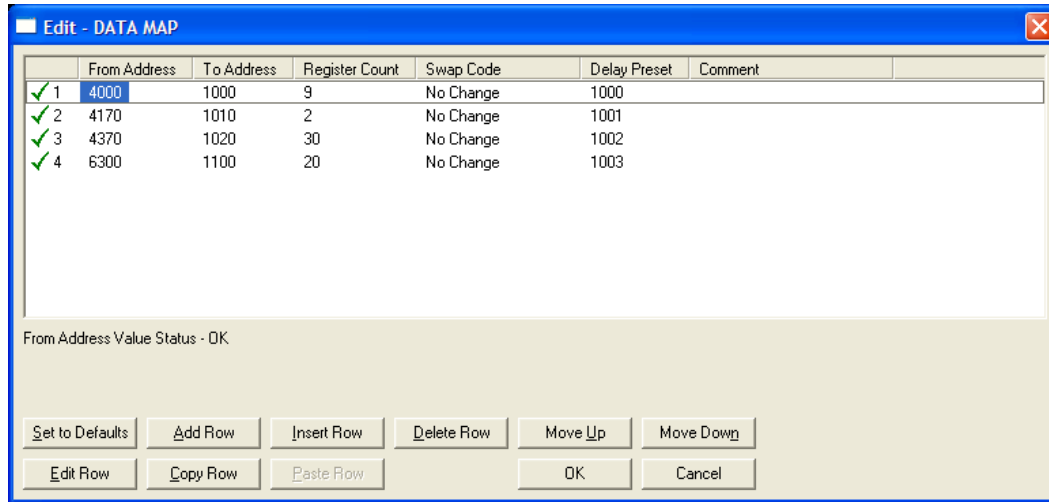 Edit - DATA MAP
From Address To Address Register Count Swap Code Delay Preset Comment
1 4000 1000 9 No Change 1000
2 4170 1010 2 No Change 1001
3 4370 1020 30 No Change 1002
4 6300 1100 20 No Change 1003
From Address Value Status - OK
Set to Defaults Add Row Insert Row Delete Row Move Up Move Down
Edit Row Copy Row Paste Row OK Cancel